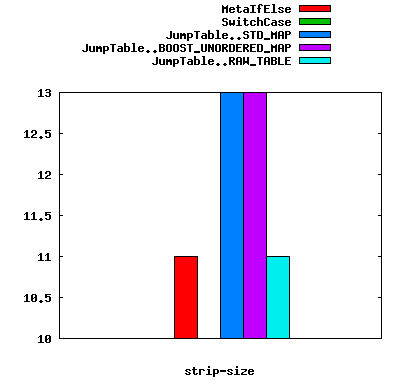 MetaIfElse
SwitchCase
JumpTable..STD_MAP
JumpTable..BOOST_UNORDERED_MAP
JumpTable..RAW_TABLE
13
12.5
12
11.5
11
10.5
10
strip-size